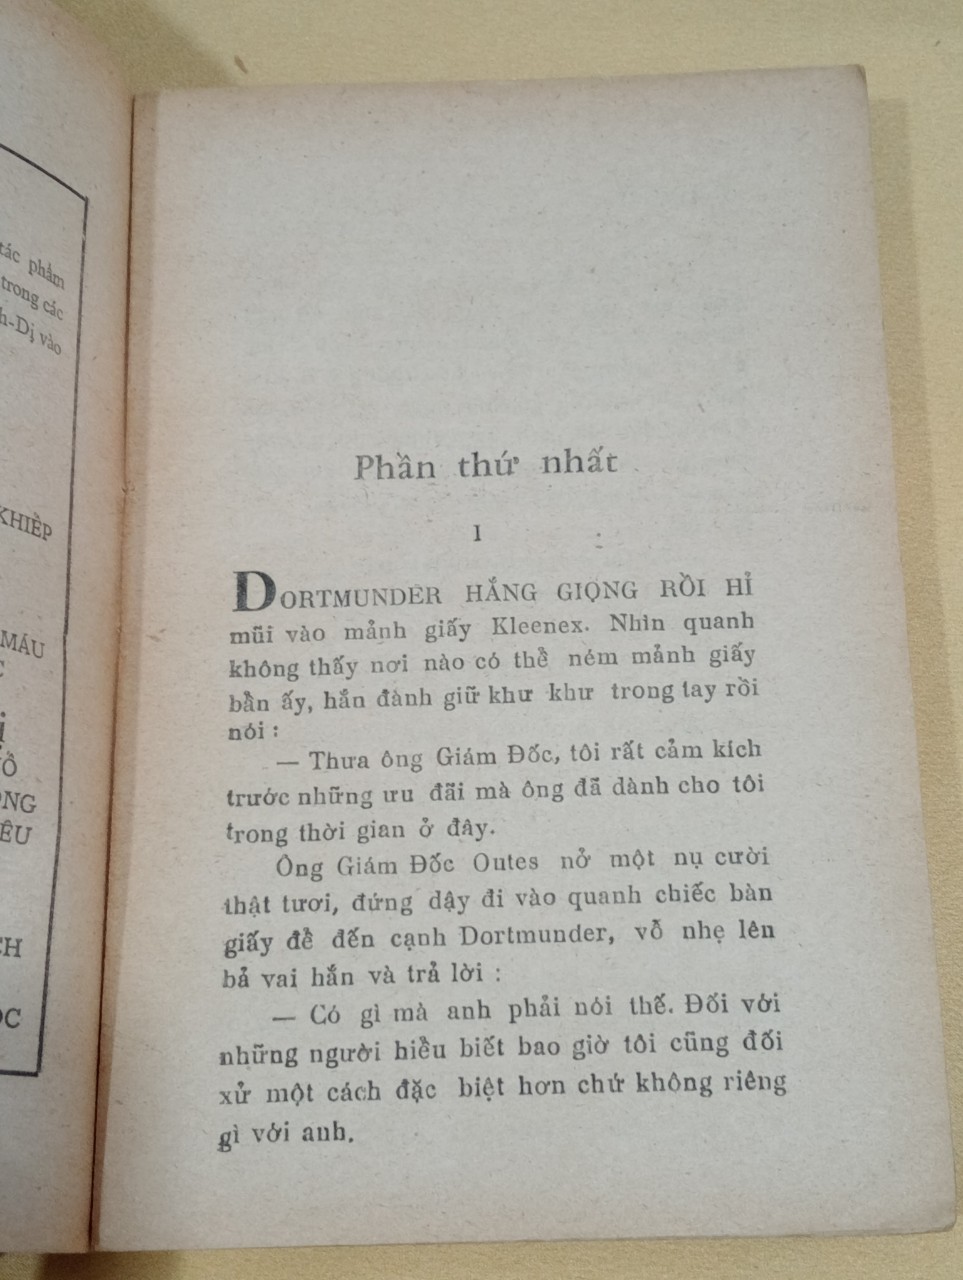 tác phẩm
trong các
h-Dị vào
KHIẾP
MÁU
Phần thứ nhất
I
DORTMUNDER HẮNG GIỌNG RỒI HỈ
mũi vào mảnh giấy Kleenex. Nhìn quanh
không thấy nơi nào có thể ném mảnh giấy
bẩn ấy, hắn đành giữ khư khư trong tay rồi
nói :
— Thưa ông Giám Đốc, tôi rất cảm kích
trước những ưu đãi mà ông đã dành cho tôi
trong thời gian ở đây.
Ông Giám Đốc Outes nở một nụ cười
thật tươi, đứng dậy đi vào quanh chiếc bàn
giấy để đến cạnh Dortmunder, vỗ nhẹ lên
bả vai hắn và trả lời :
— Có gì mà anh phải nói thế. Đối với
những người hiểu biết bao giờ tôi cũng đối
xử một cách đặc biệt hơn chứ không riêng
gì với anh.